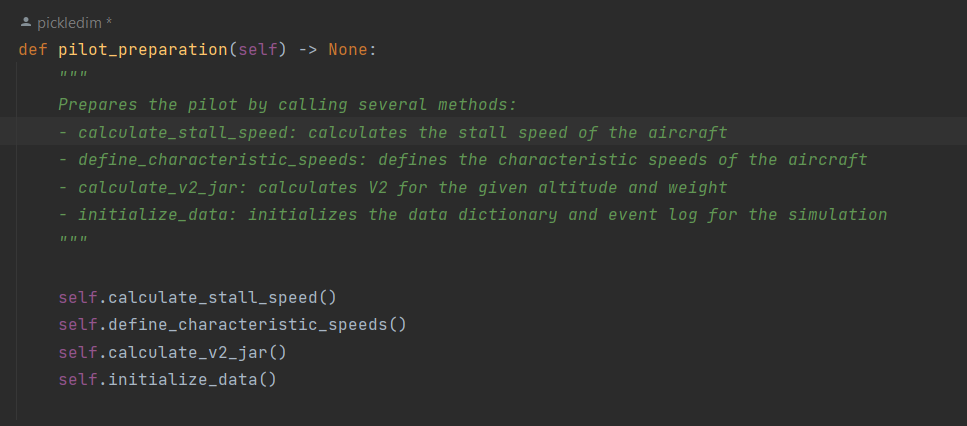 pickledim *
def pilot_preparation(self) -> None:
    """
    Prepares the pilot by calling several methods:
    - calculate_stall_speed: calculates the stall speed of the aircraft
    - define_characteristic_speeds: defines the characteristic speeds of the aircraft
    - calculate_v2_jar: calculates V2 for the given altitude and weight
    - initialize_data: initializes the data dictionary and event log for the simulation
    """
    self.calculate_stall_speed()
    self.define_characteristic_speeds()
    self.calculate_v2_jar()
    self.initialize_data()